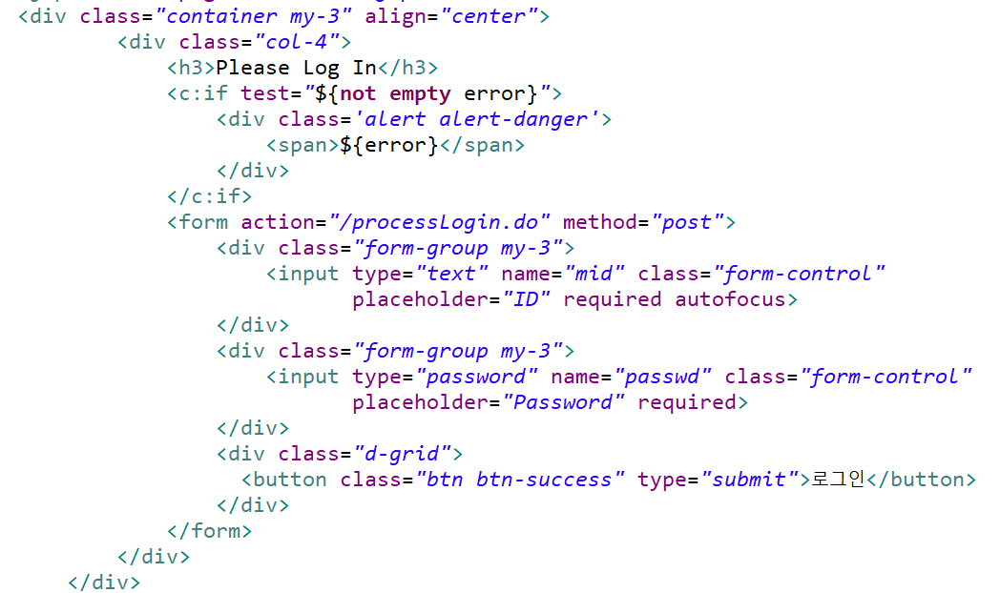 <div class="container my-3" align="center">
<div class="col-4">
<h3>Please Log In</h3>
<c:if test="${not empty error}">
<div class='alert alert-danger'>
<span>${error}</span>
</div>
</c:if>
<form action="/processLogin.do" method="post">
<div class="form-group my-3">
<input type="text" name="mid" class="form-control"
placeholder="ID" required autofocus>
</div>
<div class="form-group my-3">
<input type="password" name="passwd" class="form-control"
placeholder="Password" required>
</div>
<div class="d-grid">
<button class="btn btn-success" type="submit">로그인</button>
</div>
</form>
</div>
</div>